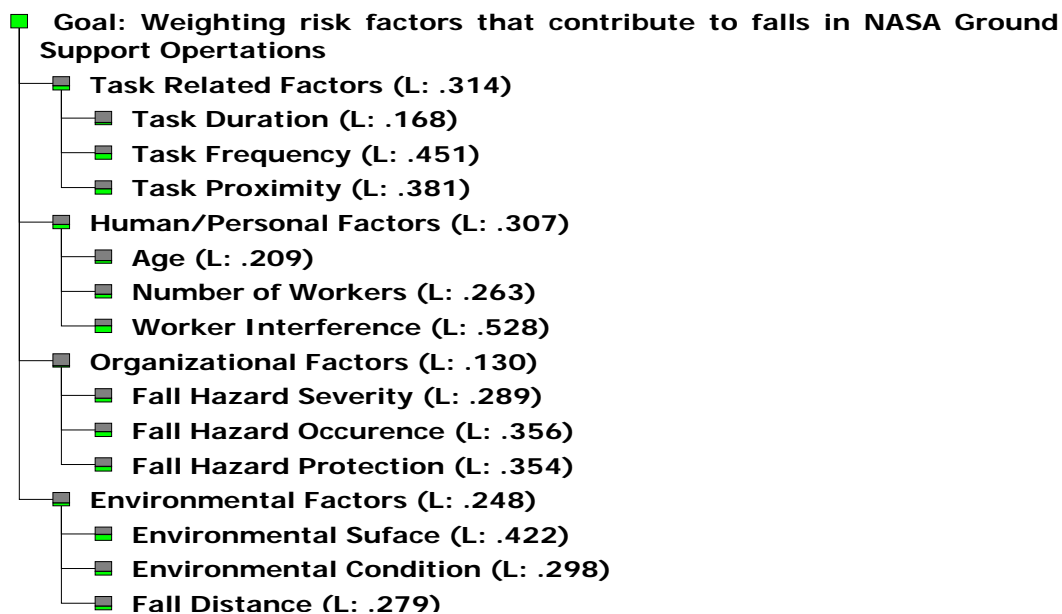 Goal: Weighting risk factors that contribute to falls in NASA Ground
Support Opertations
Task Related Factors (L: .314)
Task Duration (L: .168)
Task Frequency (L: .451)
Task Proximity (L: .381)
Human/Personal Factors (L: .307)
Age (L: .209)
Number of Workers (L: .263)
Worker Interference (L: .528)
Organizational Factors (L: .130)
Fall Hazard Severity (L: .289)
Fall Hazard Occurence (L: .356)
Fall Hazard Protection (L: .354)
Environmental Factors (L: .248)
Environmental Suface (L: .422)
Environmental Condition (L: .298)
Fall Distance (L: .279)